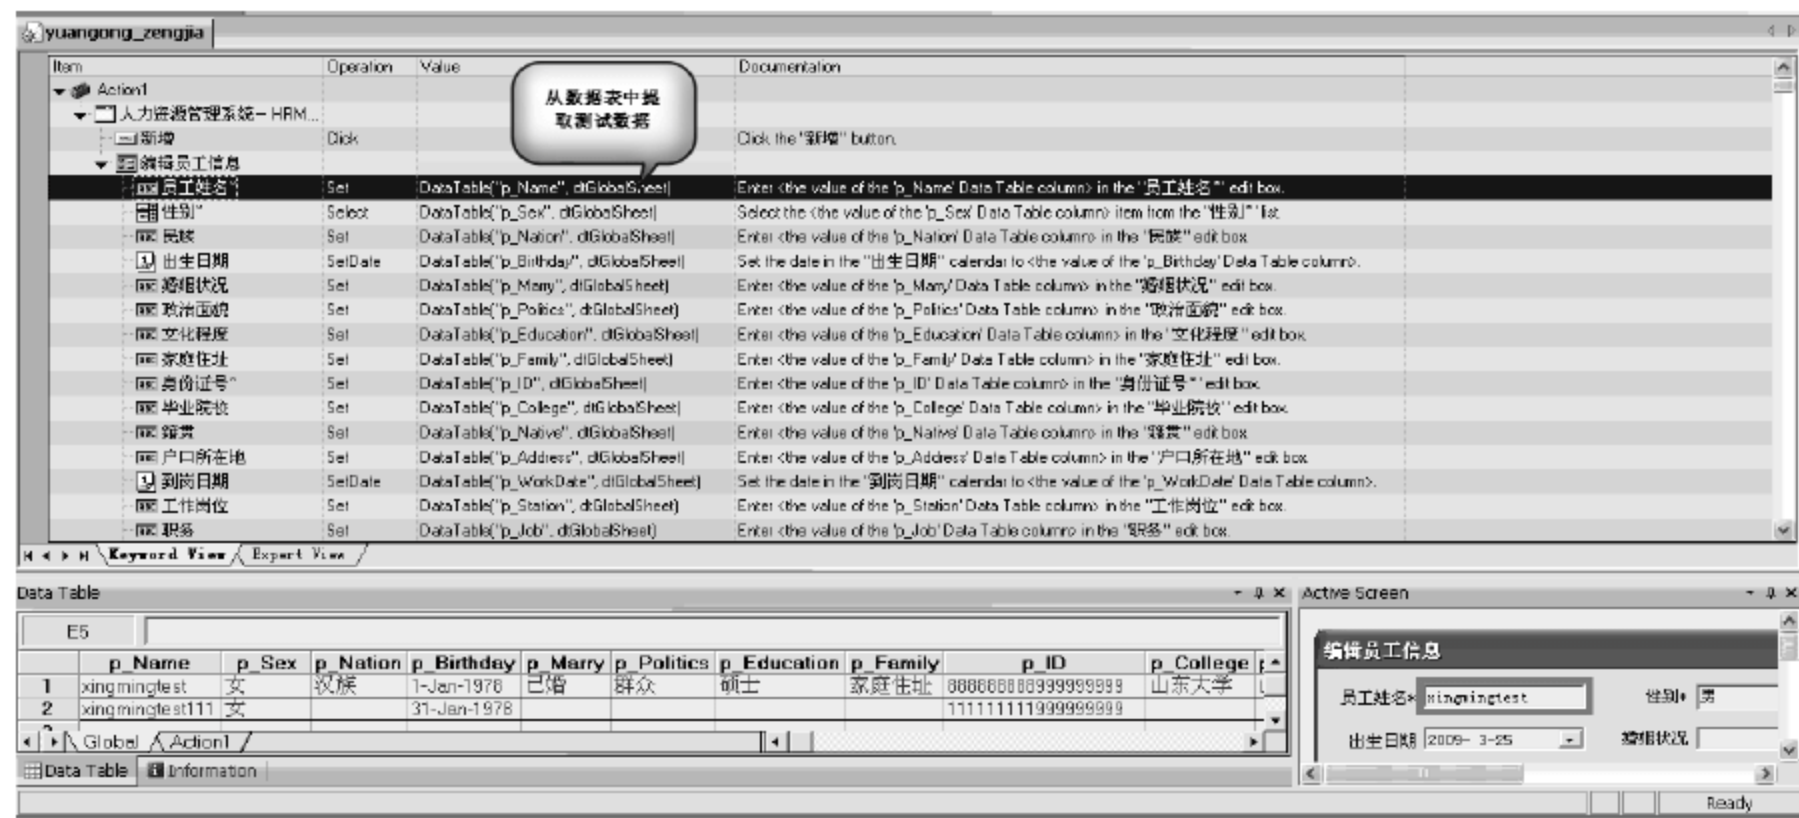 yuangong_zengjia
Item Operation Value Documentation
Action1
人力资源管理系统- HRM...
新增 Click Click the "新增" button.
编辑员工信息
从数据表中提
取测试数据
员工姓名* Set DataTable("p_Name", dtGlobalSheet) Enter <the value of the 'p_Name' Data Table column> in the "员工姓名*" edit box.
性别* Select DataTable("p_Sex", dtGlobalSheet) Select the <the value of the 'p_Sex' Data Table column> item from the "性别*" list.
民族 Set DataTable("p_Nation", dtGlobalSheet) Enter <the value of the 'p_Nation' Data Table column> in the "民族" edit box.
出生日期 SetDate DataTable("p_Birthday", dtGlobalSheet) Set the date in the "出生日期" calendar to <the value of the 'p_Birthday' Data Table column>.
婚姻状况 Set DataTable("p_Marry", dtGlobalSheet) Enter <the value of the 'p_Marry' Data Table column> in the "婚姻状况" edit box.
政治面貌 Set DataTable("p_Politics", dtGlobalSheet) Enter <the value of the 'p_Politics' Data Table column> in the "政治面貌" edit box.
文化程度 Set DataTable("p_Education", dtGlobalSheet) Enter <the value of the 'p_Education' Data Table column> in the "文化程度" edit box.
家庭住址 Set DataTable("p_Family", dtGlobalSheet) Enter <the value of the 'p_Family' Data Table column> in the "家庭住址" edit box.
身份证号* Set DataTable("p_ID", dtGlobalSheet) Enter <the value of the 'p_ID' Data Table column> in the "身份证号*" edit box.
毕业院校 Set DataTable("p_College", dtGlobalSheet) Enter <the value of the 'p_College' Data Table column> in the "毕业院校" edit box.
籍贯 Set DataTable("p_Native", dtGlobalSheet) Enter <the value of the 'p_Native' Data Table column> in the "籍贯" edit box.
户口所在地 Set DataTable("p_Address", dtGlobalSheet) Enter <the value of the 'p_Address' Data Table column> in the "户口所在地" edit box.
到岗日期 SetDate DataTable("p_WorkDate", dtGlobalSheet) Set the date in the "到岗日期" calendar to <the value of the 'p_WorkDate' Data Table column>.
工作岗位 Set DataTable("p_Station", dtGlobalSheet) Enter <the value of the 'p_Station' Data Table column> in the "工作岗位" edit box.
职务 Set DataTable("p_Job", dtGlobalSheet) Enter <the value of the 'p_Job' Data Table column> in the "职务" edit box.
Keyword View Expert View
Data Table
E5
p_Name p_Sex p_Nation p_Birthday p_Marry p_Politics p_Education p_Family p_ID p_College
1 xingmingtest 女 汉族 1-Jan-1978 已婚 群众 硕士 家庭住址 888888888999999999 山东大学
2 xingmingtest111 女 31-Jan-1978 111111111999999999
Global Action1
Data Table Information
Active Screen
编辑员工信息
员工姓名* xingmingtest 性别* 男
出生日期 2009- 3-25 婚姻状况
Ready